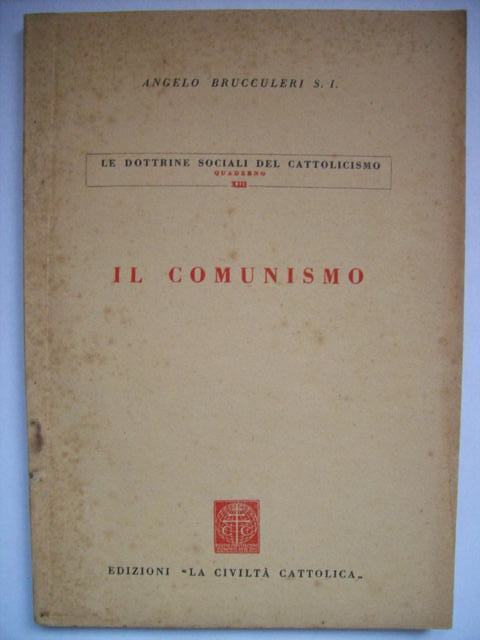 ANGELO BRUCCULERI S. I.
LE DOTTRINE SOCIALI DEL CATTOLICISMO
QUADERNO
XIII
IL COMUNISMO
C C
EDIZIONI "LA CIVILTÀ CATTOLICA„